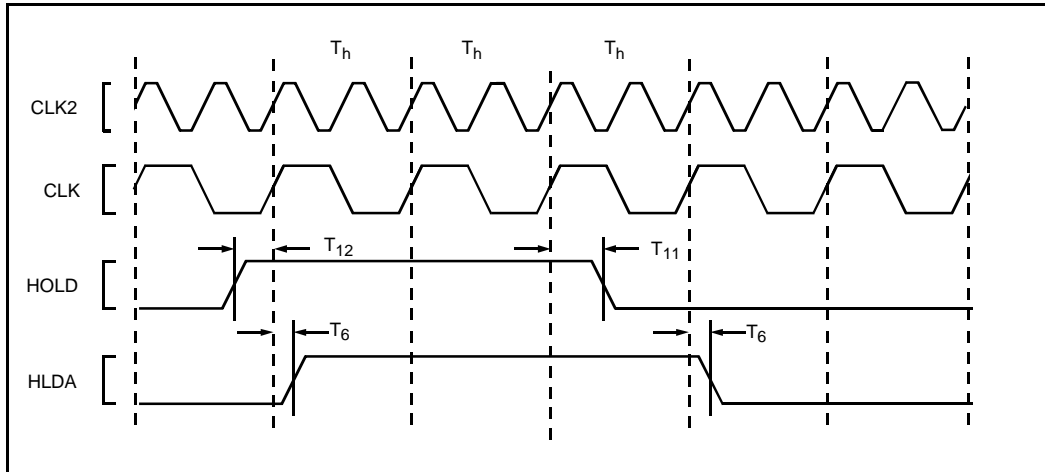 Th Th Th
CLK2
CLK
T12 T11
HOLD
T6 T6
HLDA